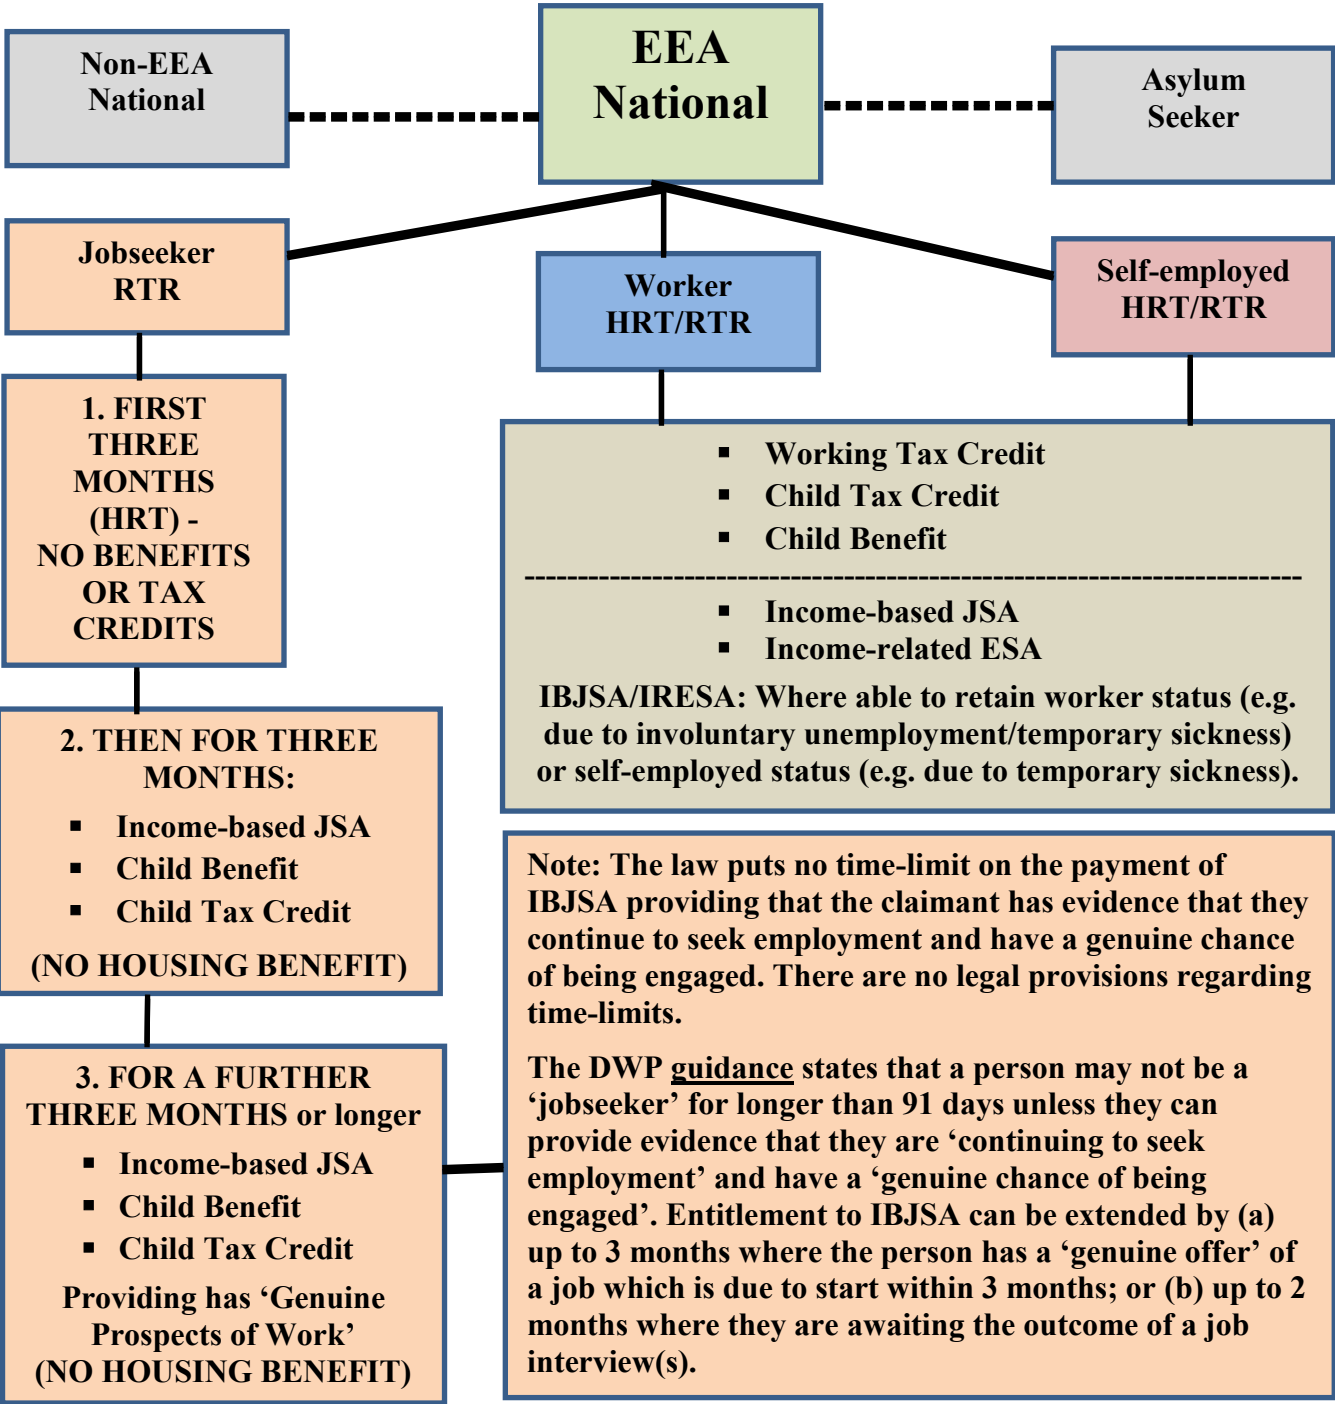 Non-EEA
National
EEA
National
Asylum
Seeker
Jobseeker
RTR
Worker
HRT/RTR
Self-employed
HRT/RTR
1. FIRST
THREE
MONTHS
(HRT) -
NO BENEFITS
OR TAX
CREDITS
▪ Working Tax Credit
▪ Child Tax Credit
▪ Child Benefit
▪ Income-based JSA
▪ Income-related ESA
IBJSA/IRESA: Where able to retain worker status (e.g.
due to involuntary unemployment/temporary sickness)
or self-employed status (e.g. due to temporary sickness).
2. THEN FOR THREE
MONTHS:
▪ Income-based JSA
▪ Child Benefit
▪ Child Tax Credit
(NO HOUSING BENEFIT)
3. FOR A FURTHER
THREE MONTHS or longer
▪ Income-based JSA
▪ Child Benefit
▪ Child Tax Credit
Providing has ‘Genuine
Prospects of Work’
(NO HOUSING BENEFIT)
Note: The law puts no time-limit on the payment of
IBJSA providing that the claimant has evidence that they
continue to seek employment and have a genuine chance
of being engaged. There are no legal provisions regarding
time-limits.
The DWP guidance states that a person may not be a
‘jobseeker’ for longer than 91 days unless they can
provide evidence that they are ‘continuing to seek
employment’ and have a ‘genuine chance of being
engaged’. Entitlement to IBJSA can be extended by (a)
up to 3 months where the person has a ‘genuine offer’ of
a job which is due to start within 3 months; or (b) up to 2
months where they are awaiting the outcome of a job
interview(s).